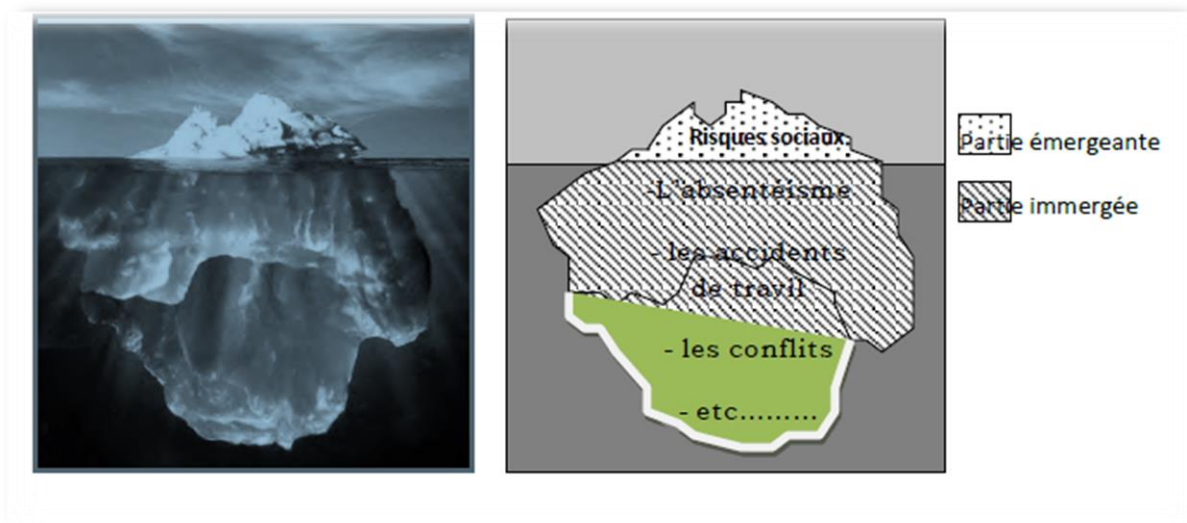 Risques sociaux
-L'absentéisme
- les accidents
de travil
- les conflits
- etc.........
Partie émergeante
Partie immergée